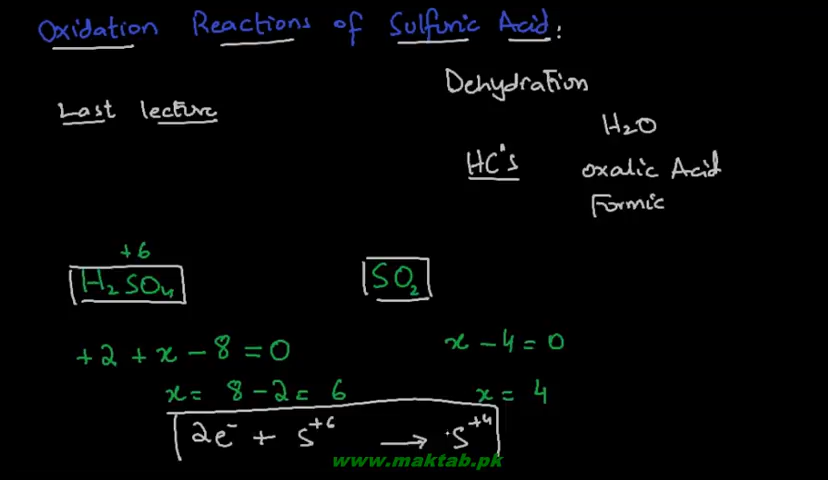 Oxidation Reactions of Sulfuric Acid :
Dehydration
Last lecture
H₂O
HC's
oxalic Acid
Formic
+6
H₂SO₄
SO₂
+2 + x - 8 = 0
x - 4 = 0
x = 8 - 2 = 6
x = 4
2e⁻ + S⁺⁶ → S⁺⁴
www.maktab.pk